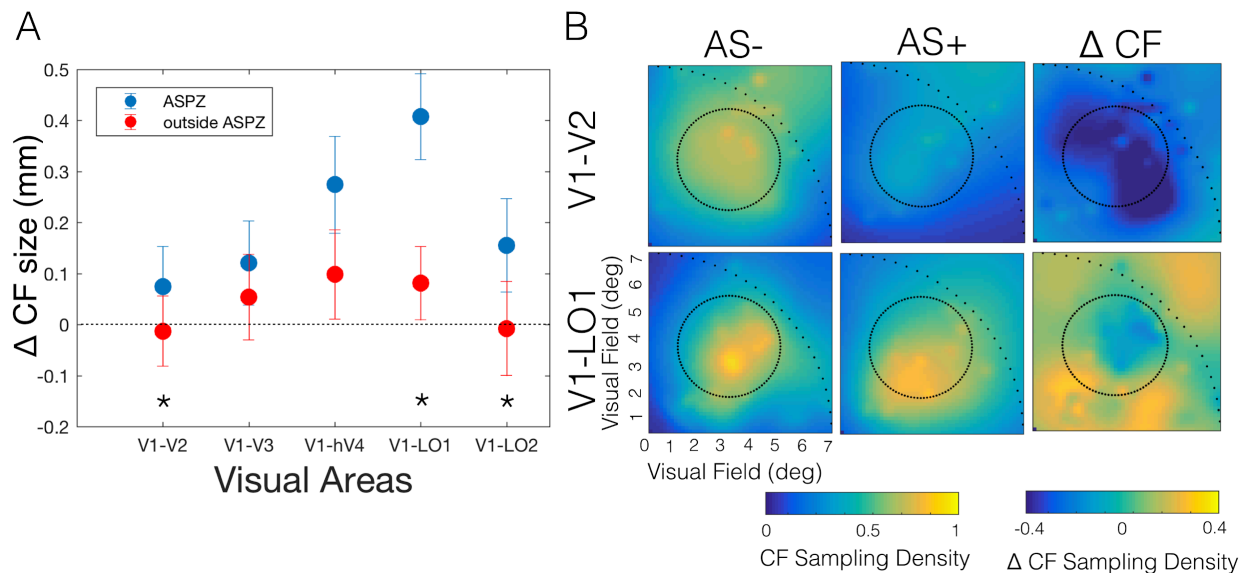 A
Δ CF size (mm)
0.5
0.4
0.3
0.2
0.1
0
-0.1
-0.2
ASPZ
outside ASPZ
* * *
V1-V2 V1-V3 V1-hV4 V1-LO1 V1-LO2
Visual Areas
B
AS- AS+ Δ CF
V1-V2
V1-LO1
Visual Field (deg)
7
6
5
4
3
2
1
0 1 2 3 4 5 6 7
Visual Field (deg)
0 0.5 1
CF Sampling Density
-0.4 0 0.4
Δ CF Sampling Density